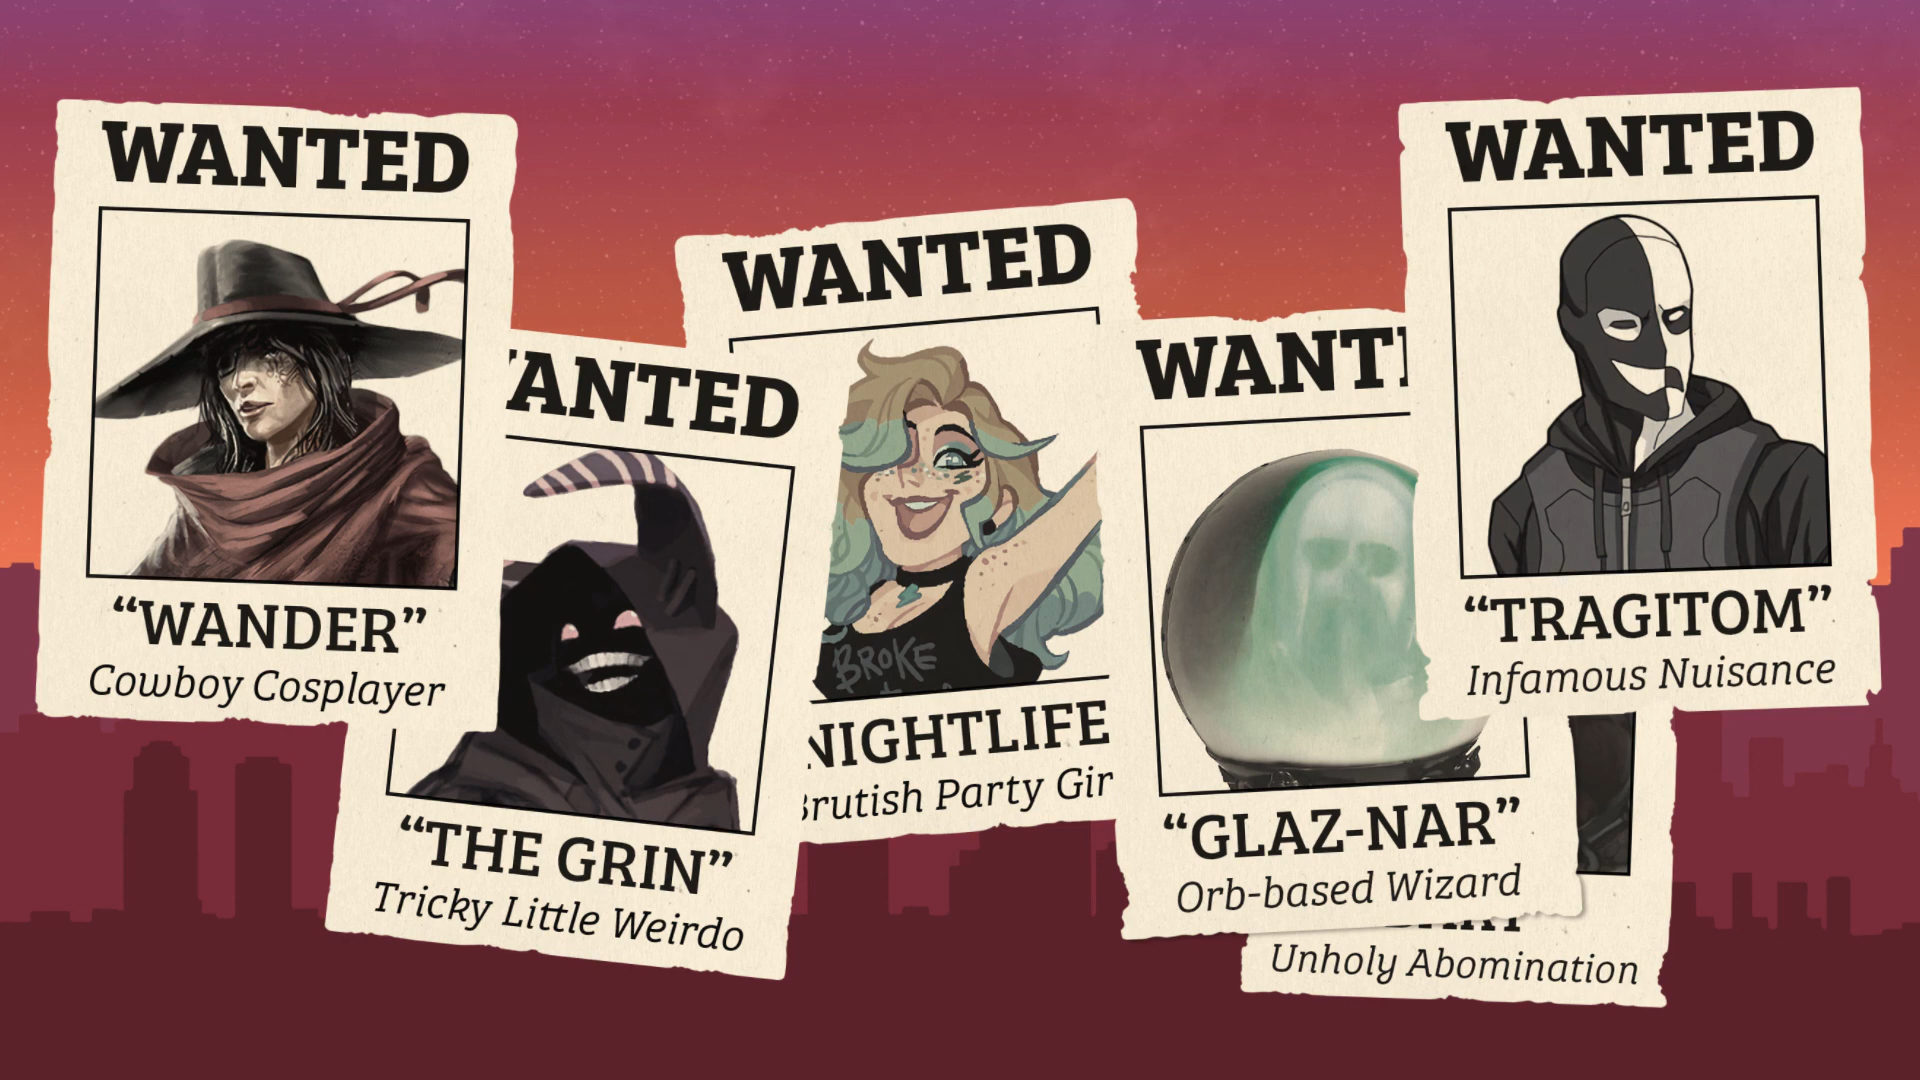 WANTED
"WANDER"
Cowboy Cosplayer
WANTED
"THE GRIN"
Tricky Little Weirdo
WANTED
BROKE
NIGHTLIFE
Brutish Party Gir
WANT
"GLAZ-NAR"
Orb-based Wizard
WANTED
"TRAGITOM"
Infamous Nuisance
Unholy Abomination